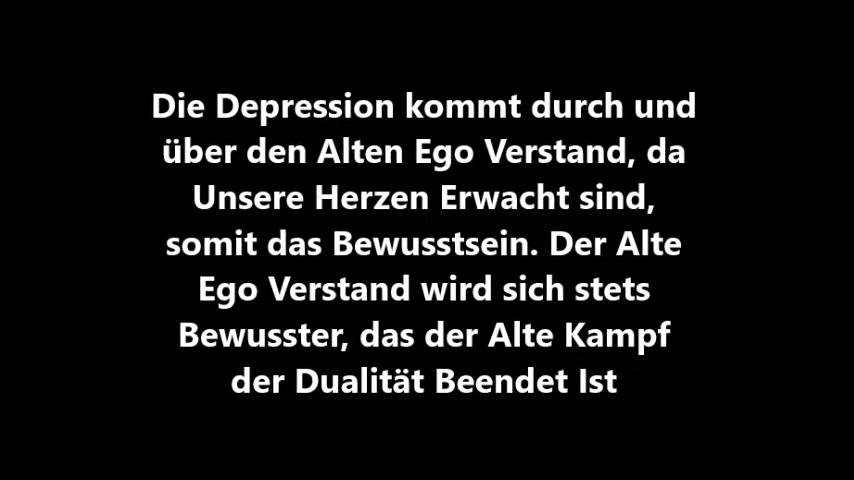 Die Depression kommt durch und
über den Alten Ego Verstand, da
Unsere Herzen Erwacht sind,
somit das Bewusstsein. Der Alte
Ego Verstand wird sich stets
Bewusster, das der Alte Kampf
der Dualität Beendet Ist